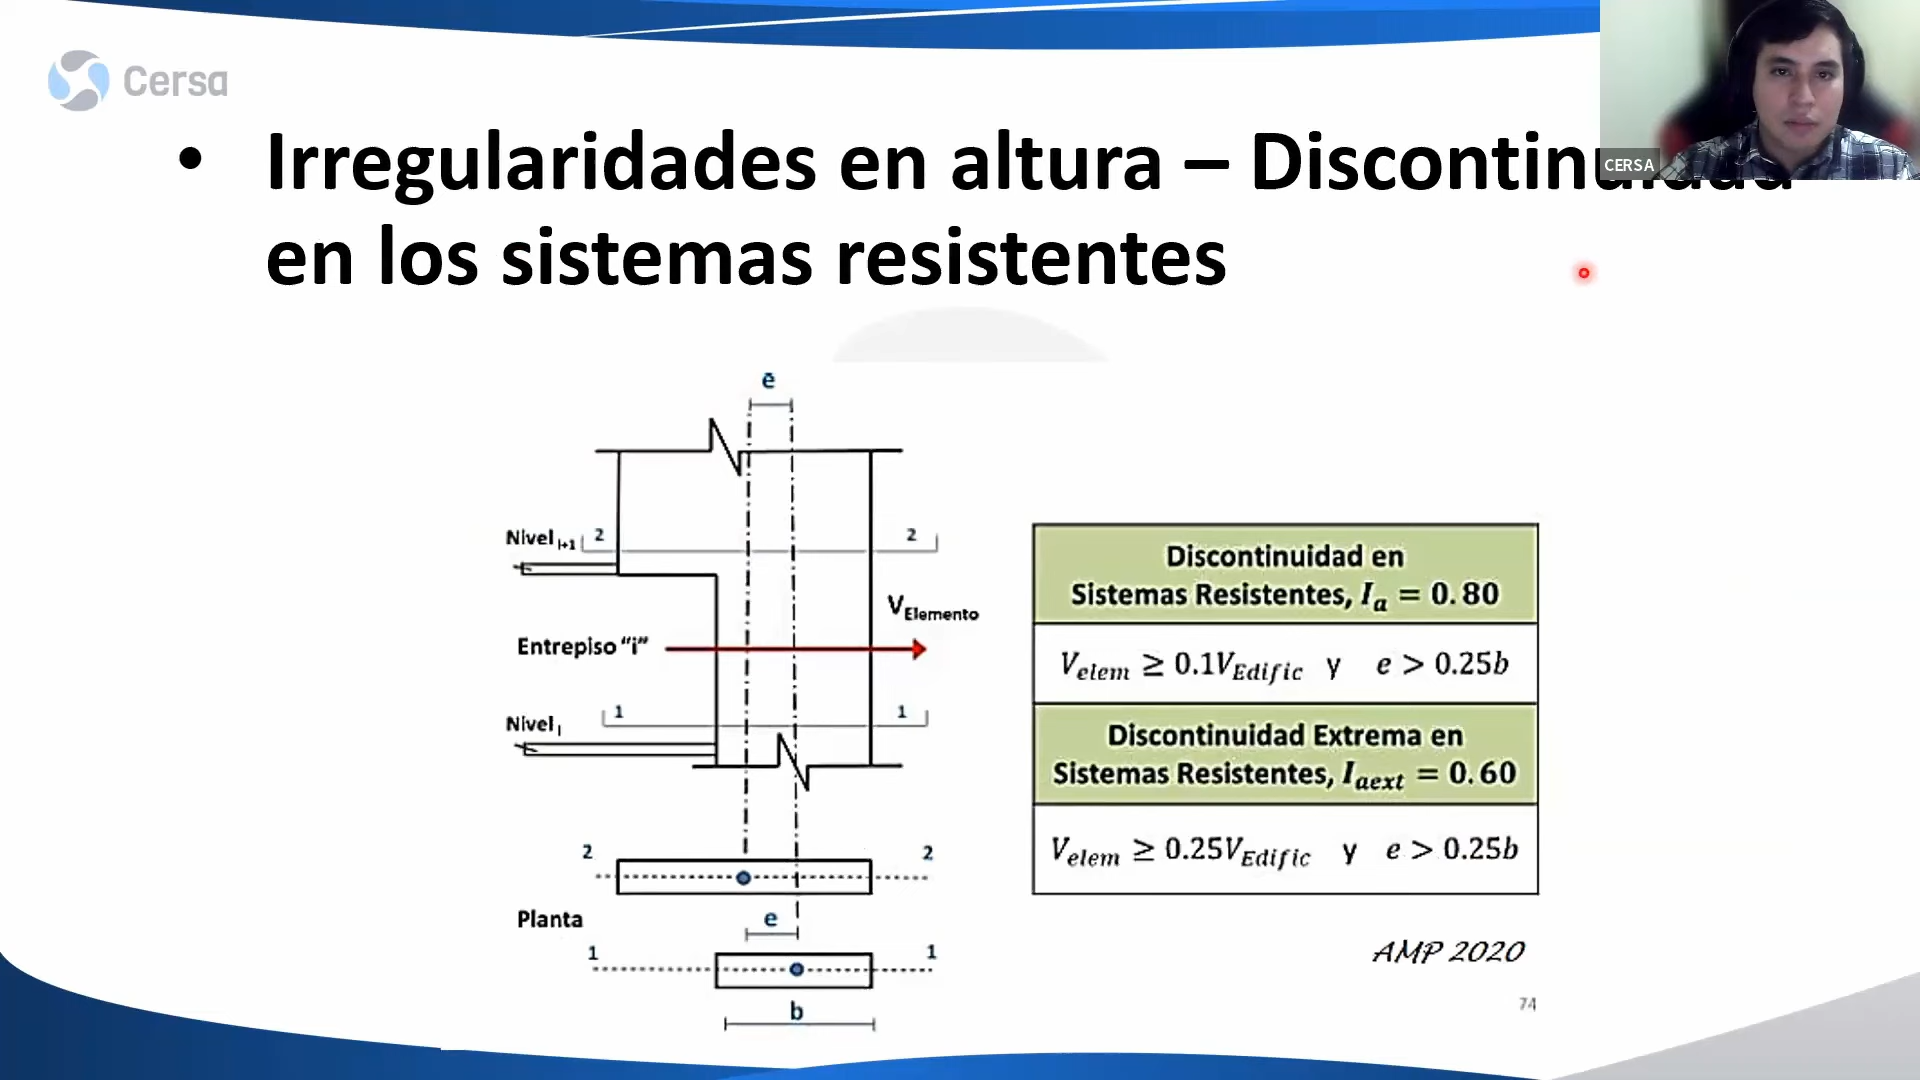 Cersa
CERSA
• Irregularidades en altura – Discontinuidad
en los sistemas resistentes
e
Nivel i+1 2 2
V Elemento
Entrepiso “i”
Nivel i 1 1
2 2
Planta
e
1 1
b
Discontinuidad en
Sistemas Resistentes, Iₐ = 0.80
V_elem ≥ 0.1V_Edific y e > 0.25b
Discontinuidad Extrema en
Sistemas Resistentes, I_aext = 0.60
V_elem ≥ 0.25V_Edific y e > 0.25b
AMP 2020
74